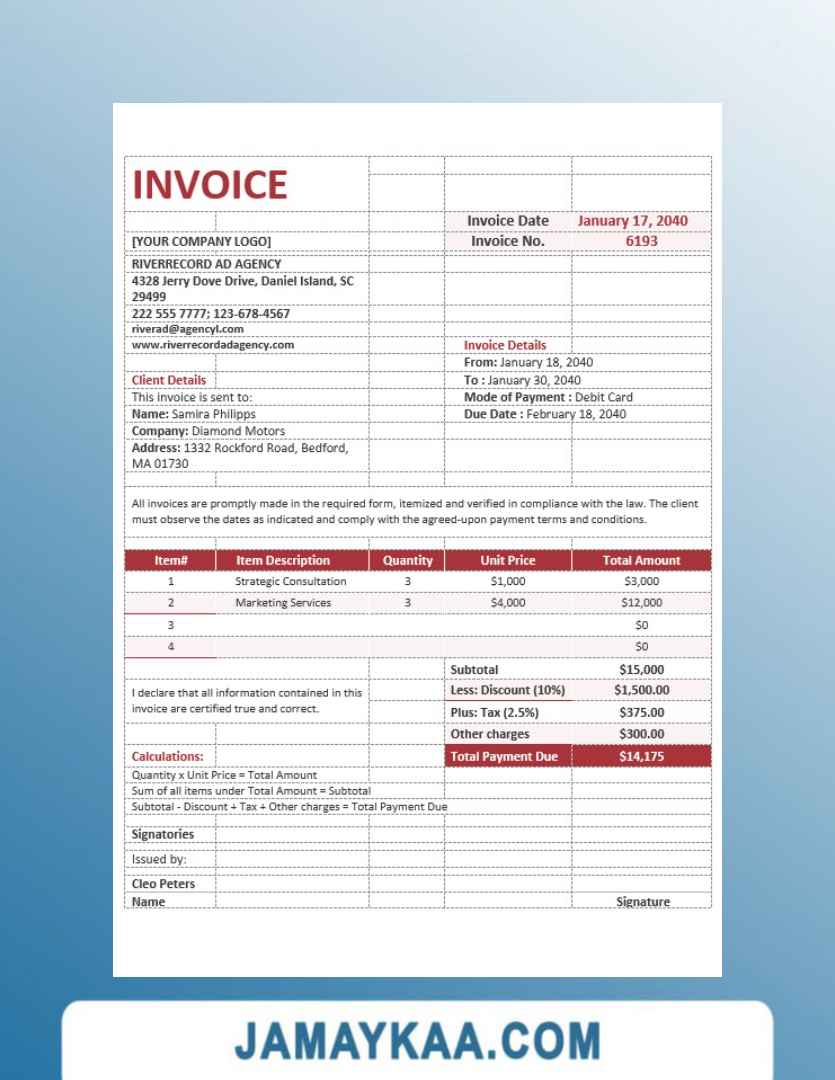 INVOICE
Invoice Date January 17, 2040
[YOUR COMPANY LOGO] Invoice No. 6193
RIVERRECORD AD AGENCY
4328 Jerry Dove Drive, Daniel Island, SC
29499
222 555 7777; 123-678-4567
riverad@agencyl.com
www.riverrecordadagency.com
Invoice Details
From: January 18, 2040
To : January 30, 2040
Mode of Payment : Debit Card
Due Date : February 18, 2040
Client Details
This invoice is sent to:
Name: Samira Philipps
Company: Diamond Motors
Address: 1332 Rockford Road, Bedford,
MA 01730
All invoices are promptly made in the required form, itemized and verified in compliance with the law. The client
must observe the dates as indicated and comply with the agreed-upon payment terms and conditions.
Item# Item Description Quantity Unit Price Total Amount
1 Strategic Consultation 3 $1,000 $3,000
2 Marketing Services 3 $4,000 $12,000
3 $0
4 $0
Subtotal $15,000
Less: Discount (10%) $1,500.00
Plus: Tax (2.5%) $375.00
Other charges $300.00
Total Payment Due $14,175
I declare that all information contained in this
invoice are certified true and correct.
Calculations:
Quantity x Unit Price = Total Amount
Sum of all items under Total Amount = Subtotal
Subtotal - Discount + Tax + Other charges = Total Payment Due
Signatories
Issued by:
Cleo Peters
Name Signature
JAMAYKAA.COM